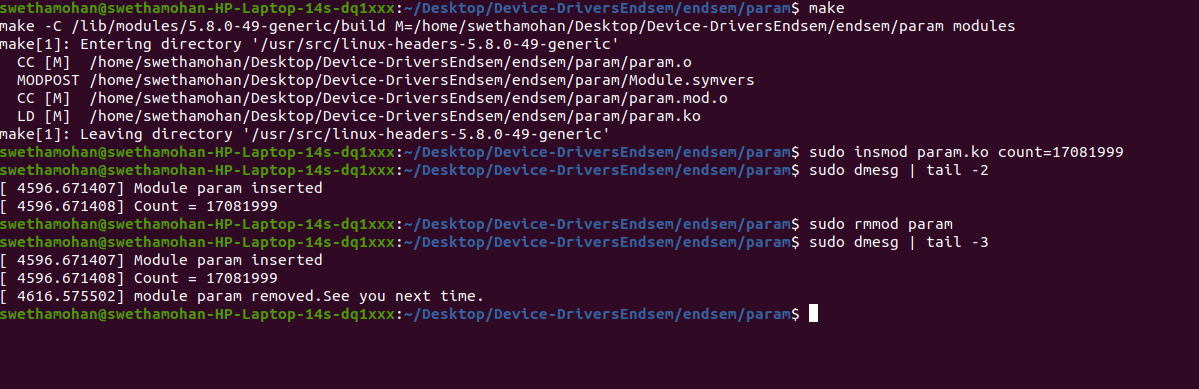 swethamohan@swethamohan-HP-Laptop-14s-dq1xxx:~/Desktop/Device-DriversEndsem/endsem/param$ make
make -C /lib/modules/5.8.0-49-generic/build M=/home/swethamohan/Desktop/Device-DriversEndsem/endsem/param modules
make[1]: Entering directory '/usr/src/linux-headers-5.8.0-49-generic'
  CC [M]  /home/swethamohan/Desktop/Device-DriversEndsem/endsem/param/param.o
  MODPOST /home/swethamohan/Desktop/Device-DriversEndsem/endsem/param/Module.symvers
  CC [M]  /home/swethamohan/Desktop/Device-DriversEndsem/endsem/param/param.mod.o
  LD [M]  /home/swethamohan/Desktop/Device-DriversEndsem/endsem/param/param.ko
make[1]: Leaving directory '/usr/src/linux-headers-5.8.0-49-generic'
swethamohan@swethamohan-HP-Laptop-14s-dq1xxx:~/Desktop/Device-DriversEndsem/endsem/param$ sudo insmod param.ko count=17081999
swethamohan@swethamohan-HP-Laptop-14s-dq1xxx:~/Desktop/Device-DriversEndsem/endsem/param$ sudo dmesg | tail -2
[ 4596.671407] Module param inserted
[ 4596.671408] Count = 17081999
swethamohan@swethamohan-HP-Laptop-14s-dq1xxx:~/Desktop/Device-DriversEndsem/endsem/param$ sudo rmmod param
swethamohan@swethamohan-HP-Laptop-14s-dq1xxx:~/Desktop/Device-DriversEndsem/endsem/param$ sudo dmesg | tail -3
[ 4596.671407] Module param inserted
[ 4596.671408] Count = 17081999
[ 4616.575502] module param removed.See you next time.
swethamohan@swethamohan-HP-Laptop-14s-dq1xxx:~/Desktop/Device-DriversEndsem/endsem/param$